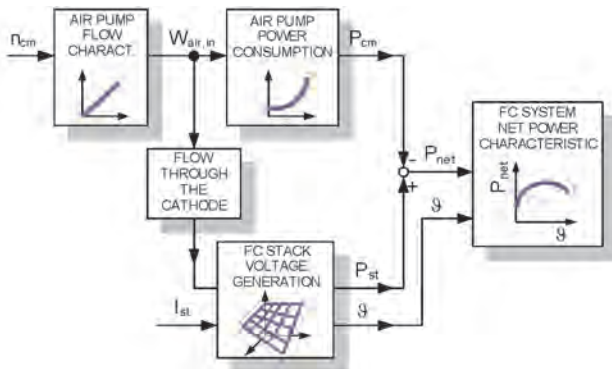 AIR PUMP
FLOW
CHARACT.
n_cm
W_air,in
AIR PUMP
POWER
CONSUMPTION
P_cm
FLOW
THROUGH
THE
CATHODE
−
P_net
+
FC SYSTEM
NET POWER
CHARACTERISTIC
P_net
ϑ
ϑ
FC STACK
VOLTAGE
GENERATION
I_st
P_st
ϑ